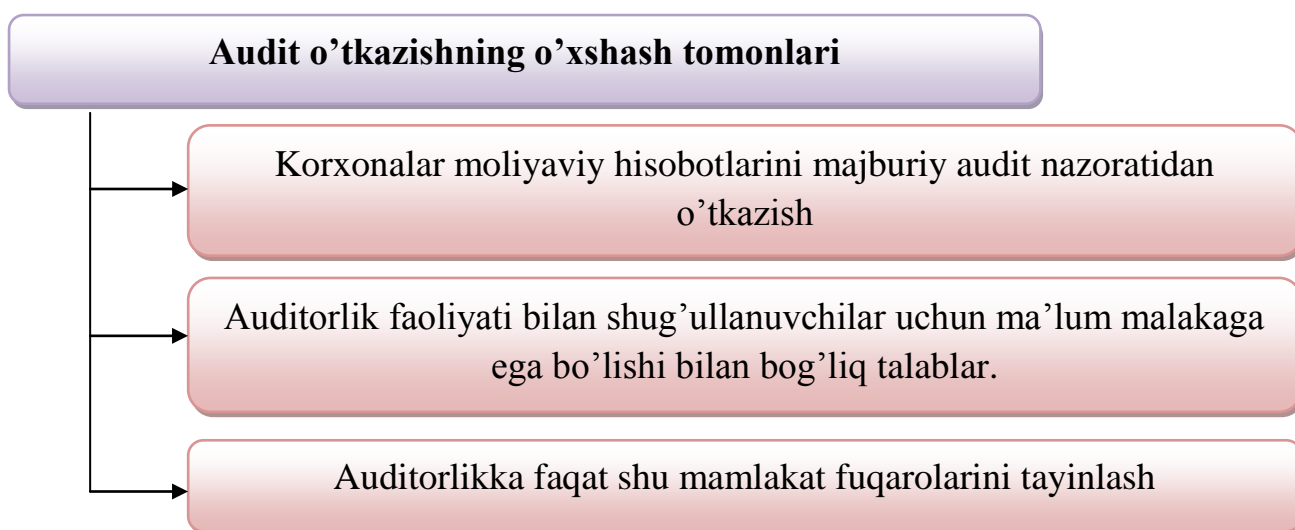 Audit o’tkazishning o’xshash tomonlari
Korxonalar moliyaviy hisobotlarini majburiy audit nazoratidan
o’tkazish
Auditorlik faoliyati bilan shug’ullanuvchilar uchun ma’lum malakaga
ega bo’lishi bilan bog’liq talablar.
Auditorlikka faqat shu mamlakat fuqarolarini tayinlash